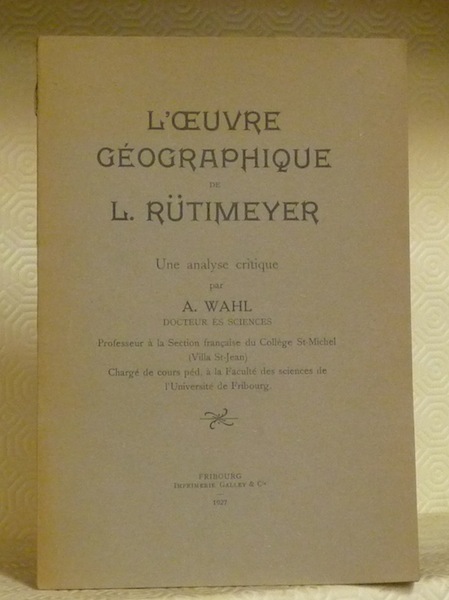 L'ŒUVRE
GÉOGRAPHIQUE
DE
L. RÜTIMEYER
Une analyse critique
par
A. WAHL
DOCTEUR ÈS SCIENCES
Professeur à la Section française du Collège St-Michel
(Villa St-Jean)
Chargé de cours péd. à la Faculté des sciences de
l'Université de Fribourg.
FRIBOURG
IMPRIMERIE GALLEY & Cie
1927